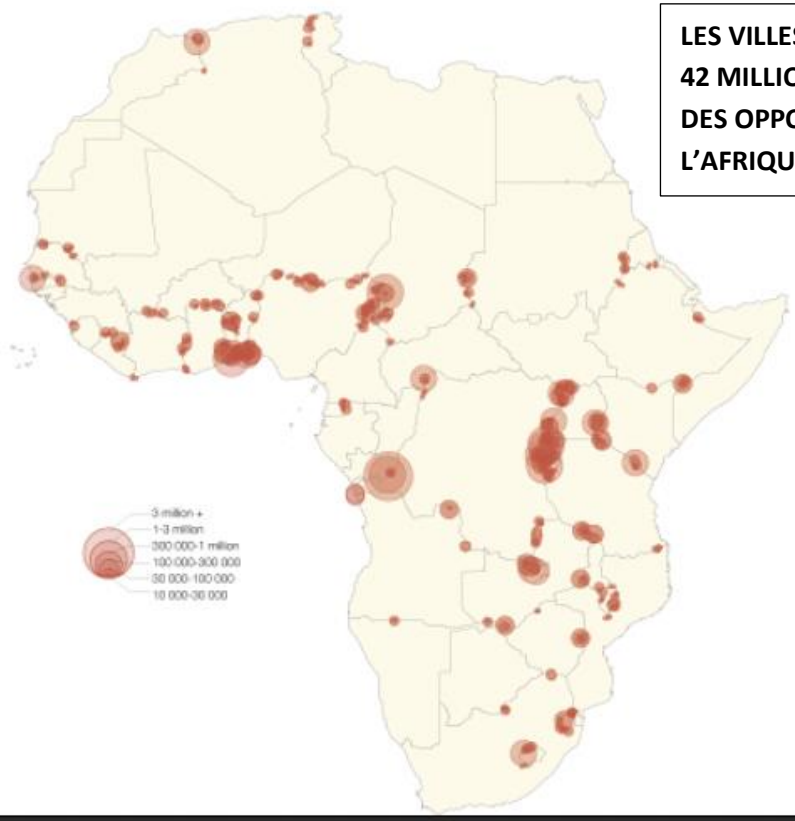 LES VILLES
42 MILLIO
DES OPPO
L'AFRIQU
3 million +
1-3 million
300 000-1 million
100 000-300 000
30 000-100 000
10 000-30 000